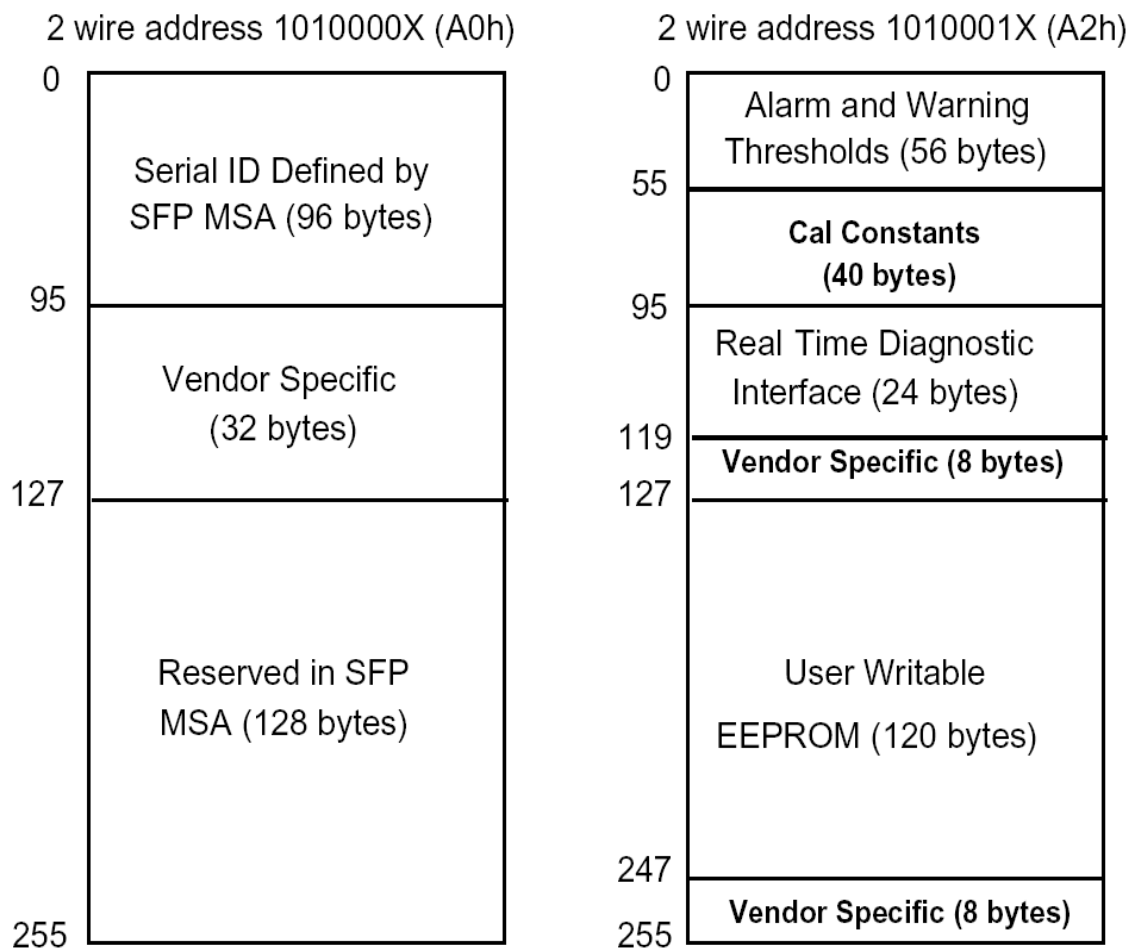 2 wire address 1010000X (A0h)
0
Serial ID Defined by
SFP MSA (96 bytes)
95
Vendor Specific
(32 bytes)
127
Reserved in SFP
MSA (128 bytes)
255
2 wire address 1010001X (A2h)
0
Alarm and Warning
Thresholds (56 bytes)
55
Cal Constants
(40 bytes)
95
Real Time Diagnostic
Interface (24 bytes)
119
Vendor Specific (8 bytes)
127
User Writable
EEPROM (120 bytes)
247
Vendor Specific (8 bytes)
255